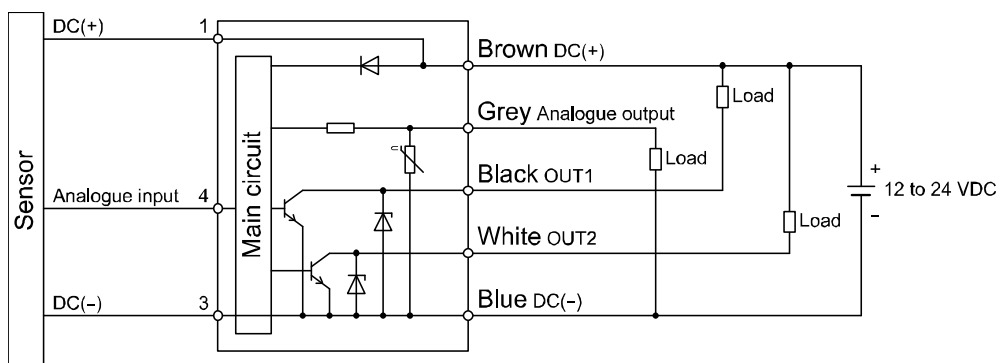 DC(+) 1
Brown DC(+)
Load
Grey Analogue output
Load
Sensor
Main circuit
Black OUT1
+
12 to 24 VDC
−
Analogue input 4
White OUT2
Load
DC(−) 3
Blue DC(−)